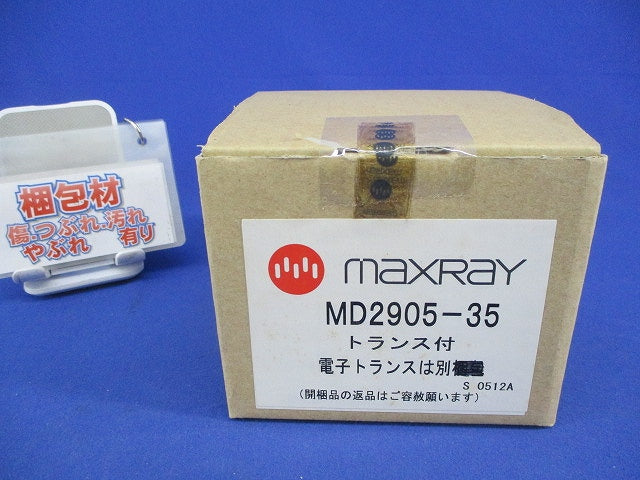 梱包材
傷・つぶれ・汚れ
やぶれ 有り
maxray
MD2905-35
トランス付
電子トランスは別
S 0512A
(開梱品の返品はご容赦願います)